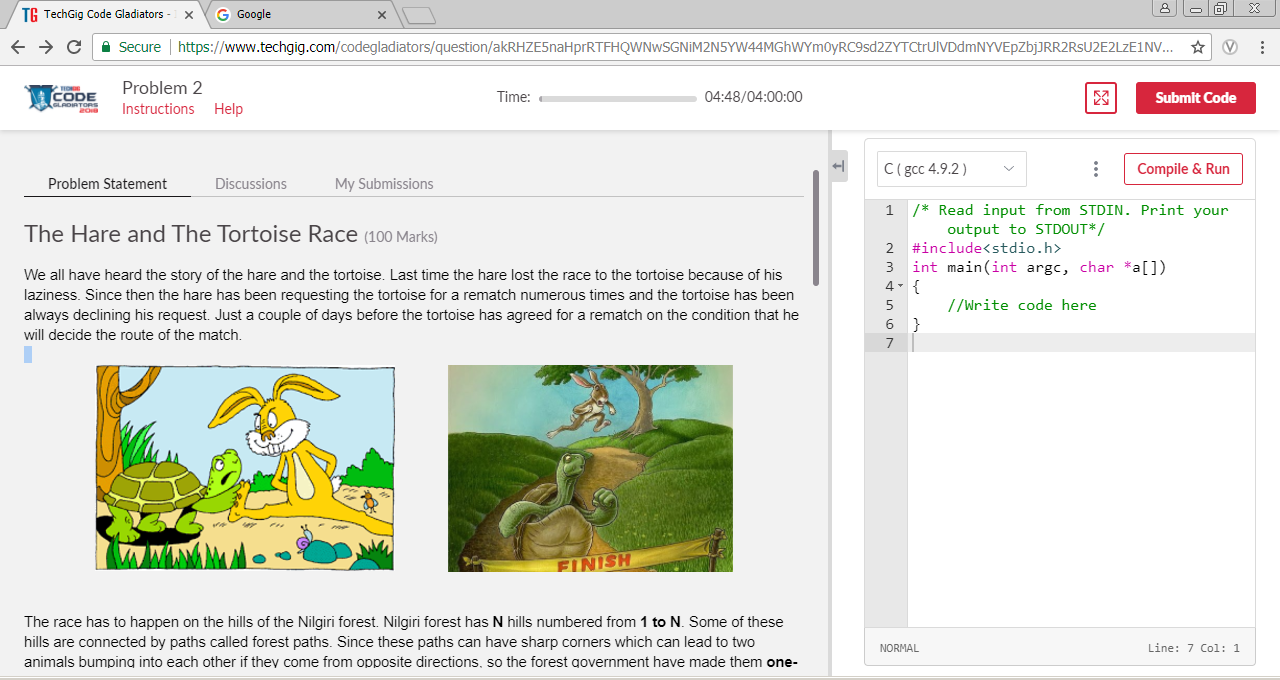 TechGig Code Gladiators -
Google
Secure
https://www.techgig.com/codegladiators/question/akRHZE5naHprRTFHQWNwSGNiM2N5YW44MGhWYm0yRC9sd2ZYTCtrUlVDdmNYVEpZbjJRR2RsU2E2LzE1NV...
CODE
GLADIATORS
2018
Problem 2
Instructions
Help
Time:
04:48/04:00:00
Submit Code
Problem Statement
Discussions
My Submissions
The Hare and The Tortoise Race (100 Marks)
We all have heard the story of the hare and the tortoise. Last time the hare lost the race to the tortoise because of his
laziness. Since then the hare has been requesting the tortoise for a rematch numerous times and the tortoise has been
always declining his request. Just a couple of days before the tortoise has agreed for a rematch on the condition that he
will decide the route of the match.
FINISH
The race has to happen on the hills of the Nilgiri forest. Nilgiri forest has N hills numbered from 1 to N. Some of these
hills are connected by paths called forest paths. Since these paths can have sharp corners which can lead to two
animals bumping into each other if they come from opposite directions, so the forest government have made them one-
C ( gcc 4.9.2 )
Compile & Run
1 /* Read input from STDIN. Print your
output to STDOUT*/
2 #include<stdio.h>
3 int main(int argc, char *a[])
4 {
5 //Write code here
6 }
7
NORMAL
Line: 7 Col: 1